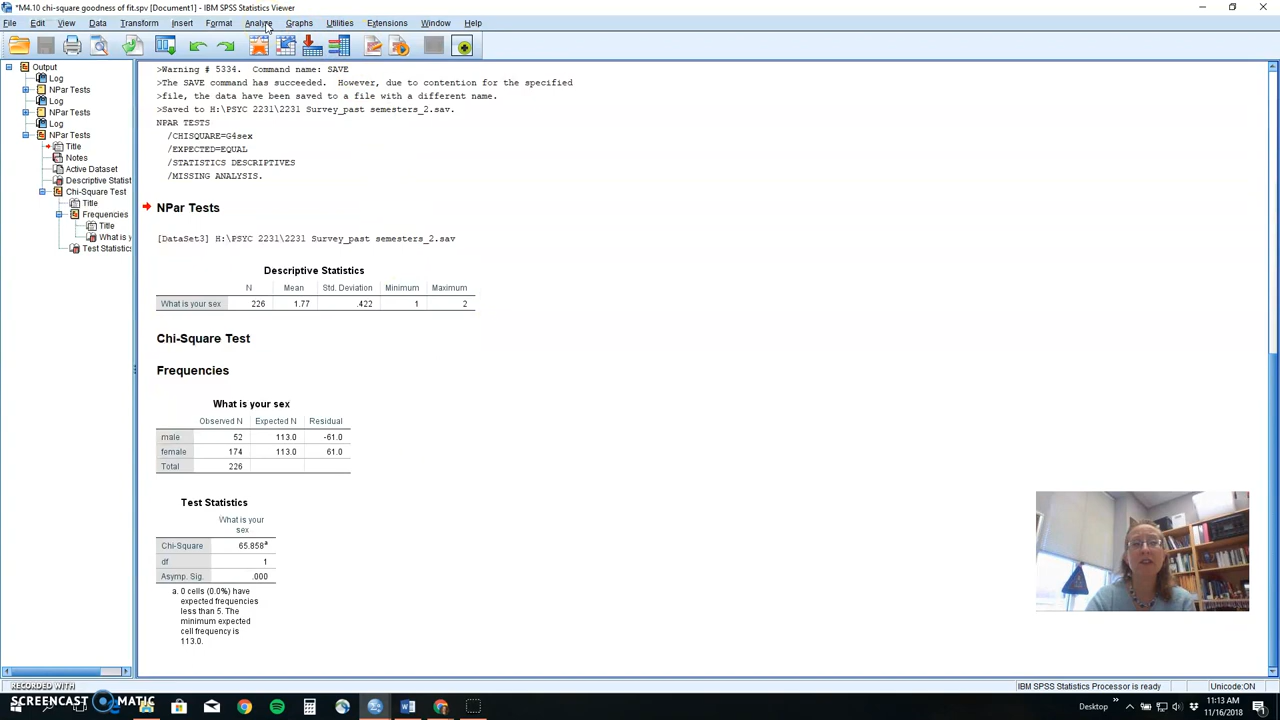 *M4.10 chi-square goodness of fit.spv [Document1] - IBM SPSS Statistics Viewer
File Edit View Data Transform Insert Format Analyze Graphs Utilities Extensions Window Help
Output
Log
NPar Tests
Log
NPar Tests
Log
NPar Tests
Title
Notes
Active Dataset
Descriptive Statist
Chi-Square Test
Title
Frequencies
Title
What is y
Test Statistics
>Warning # 5334. Command name: SAVE
>The SAVE command has succeeded. However, due to contention for the specified
>file, the data have been saved to a file with a different name.
>Saved to H:\PSYC 2231\2231 Survey_past semesters_2.sav.
NPAR TESTS
/CHISQUARE=G4sex
/EXPECTED=EQUAL
/STATISTICS DESCRIPTIVES
/MISSING ANALYSIS.
NPar Tests
[DataSet3] H:\PSYC 2231\2231 Survey_past semesters_2.sav
Descriptive Statistics
N Mean Std. Deviation Minimum Maximum
What is your sex 226 1.77 .422 1 2
Chi-Square Test
Frequencies
What is your sex
Observed N Expected N Residual
male 52 113.0 -61.0
female 174 113.0 61.0
Total 226
Test Statistics
What is your
sex
Chi-Square 65.858a
df 1
Asymp. Sig. .000
a. 0 cells (0.0%) have
expected frequencies
less than 5. The
minimum expected
cell frequency is
113.0.
IBM SPSS Statistics Processor is ready Unicode:ON
RECORDED WITH
SCREENCAST MATIC
Desktop
11:13 AM
11/16/2018